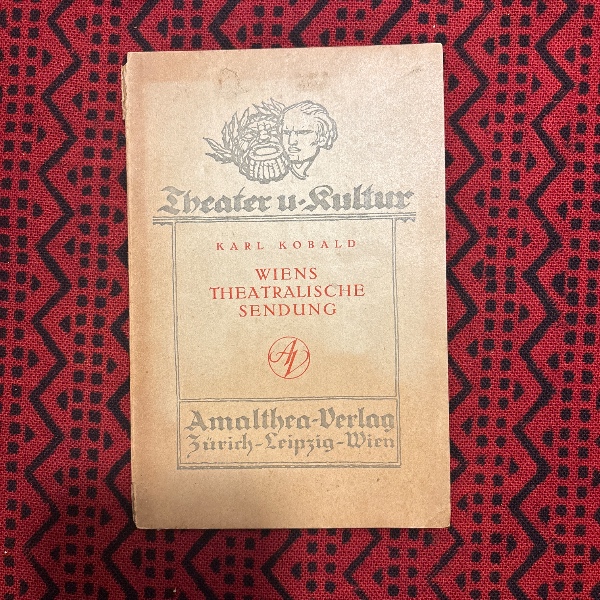 Theater u-Kultur
KARL KOBALD
WIENS
THEATRALISCHE
SENDUNG
AV
Amalthea-Verlag
Zürich-Leipzig-Wien